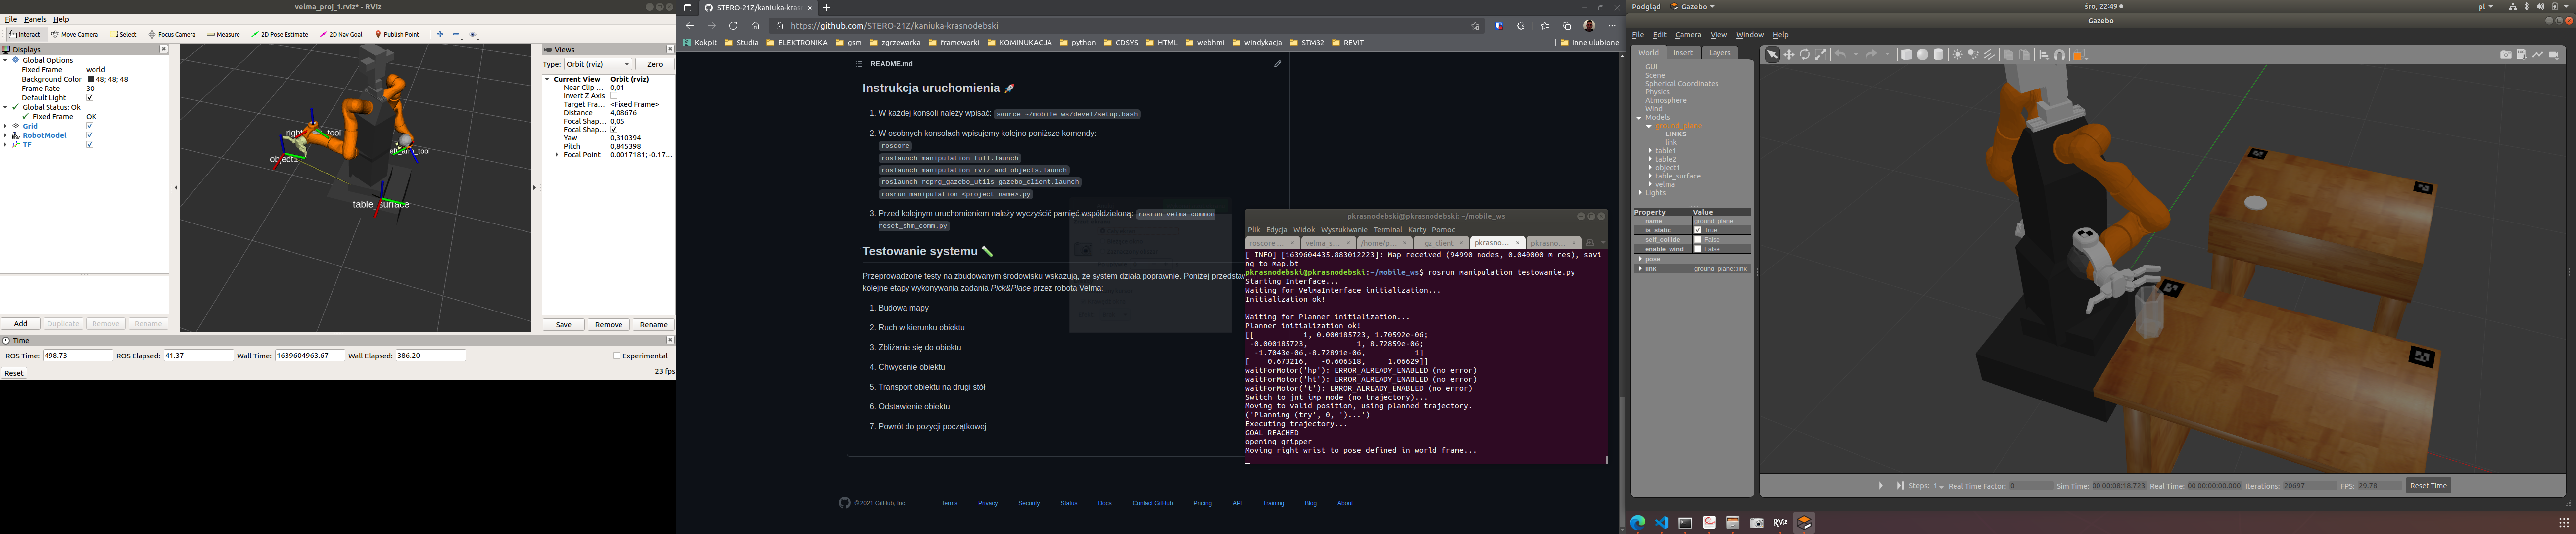 velma_proj_1.rviz* - RViz
File Panels Help
Interact Move Camera Select Focus Camera Measure 2D Pose Estimate 2D Nav Goal Publish Point
Displays
Global Options
Fixed Frame world
Background Color 48; 48; 48
Frame Rate 30
Default Light
Global Status: Ok
Fixed Frame OK
Grid
RobotModel
TF
Add Duplicate Remove Rename
object1
table_surface
Views
Type: Orbit (rviz) Zero
Current View Orbit (rviz)
Near Clip ... 0,01
Invert Z Axis
Target Fra... <Fixed Frame>
Distance 4,08676
Focal Shap... 0,05
Focal Shap...
Yaw 0,310394
Pitch 0,845398
Focal Point 0.0017181; -0.17...
Save Remove Rename
Time
ROS Time: 498.73 ROS Elapsed: 41.37 Wall Time: 1639604963.67 Wall Elapsed: 386.20 Experimental
Reset 23 fps
STERO-21Z/kaniuka-kras
https://github.com/STERO-21Z/kaniuka-krasnodebski
Kokpit Studia ELEKTRONIKA gsm zgrzewarka frameworki KOMINUKACJA python CDSYS HTML webhmi windykacja STM32 REVIT Inne ulubione
README.md
Instrukcja uruchomienia 🚀
1. W każdej konsoli należy wpisać: source ~/mobile_ws/devel/setup.bash
2. W osobnych konsolach wpisujemy kolejno poniższe komendy:
roscore
roslaunch manipulation full.launch
roslaunch manipulation rviz_and_objects.launch
roslaunch rcprg_gazebo_utils gazebo_client.launch
rosrun manipulation <project_name>.py
3. Przed kolejnym uruchomieniem należy wyczyścić pamięć współdzieloną: rosrun velma_common
reset_shm_comm.py
Testowanie systemu
Przeprowadzone testy na zbudowanym środowisku wskazują, że system działa poprawnie. Poniżej przedstaw
kolejne etapy wykonywania zadania Pick&Place przez robota Velma:
1. Budowa mapy
2. Ruch w kierunku obiektu
3. Zbliżanie się do obiektu
4. Chwycenie obiektu
5. Transport obiektu na drugi stół
6. Odstawienie obiektu
7. Powrót do pozycji początkowej
© 2021 GitHub, Inc. Terms Privacy Security Status Docs Contact GitHub Pricing API Training Blog About
pkrasnodebski@pkrasnodebski: ~/mobile_ws
Plik Edycja Widok Wyszukiwanie Terminal Karty Pomoc
roscore ... velma_s... /home/p... gz_client pkrasno... pkrasno...
[ INFO] [1639604435.883012223]: Map received (94990 nodes, 0.040000 m res), savi
ng to map.bt
pkrasnodebski@pkrasnodebski:~/mobile_ws$ rosrun manipulation testowanie.py
Starting Interface...
Waiting for VelmaInterface initialization...
Initialization ok!
Waiting for Planner initialization...
Planner initialization ok!
[[ 1, 0.000185723, 1.70592e-06;
-0.000185723, 1, 8.72859e-06;
-1.7043e-06,-8.72891e-06, 1]
[ 0.673216, -0.606518, 1.06629]]
waitForMotor('hp'): ERROR_ALREADY_ENABLED (no error)
waitForMotor('ht'): ERROR_ALREADY_ENABLED (no error)
waitForMotor('t'): ERROR_ALREADY_ENABLED (no error)
Switch to jnt_imp mode (no trajectory)...
Moving to valid position, using planned trajectory.
('Planning (try', 0, ')...')
Executing trajectory...
GOAL REACHED
opening gripper
Moving right wrist to pose defined in world frame...
Podgląd Gazebo śro, 22:49 pl
Gazebo
File Edit Camera View Window Help
World Insert Layers
GUI
Scene
Spherical Coordinates
Physics
Atmosphere
Wind
Models
ground_plane
LINKS
link
table1
table2
object1
table_surface
velma
Lights
Property Value
name ground_plane
is_static True
self_collide False
enable_wind False
pose
link ground_plane::link
Steps: 1 Real Time Factor: 0 Sim Time: 00 00:08:18.723 Real Time: 00 00:00:00.000 Iterations: 20697 FPS: 29.78 Reset Time
RViz